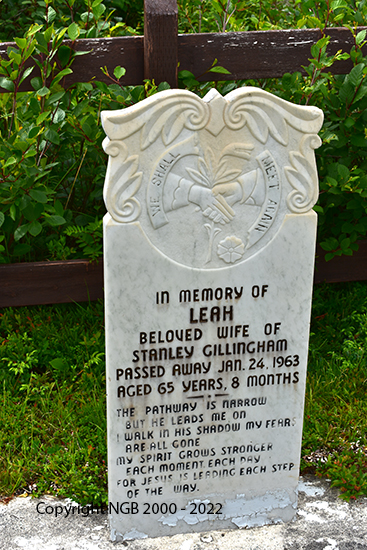 WE SHALL MEET AGAIN
IN MEMORY OF
LEAH
BELOVED WIFE OF
STANLEY GILLINGHAM
PASSED AWAY JAN. 24, 1963
AGED 65 YEARS, 8 MONTHS
THE PATHWAY IS NARROW
BUT HE LEADS ME ON
I WALK IN HIS SHADOW MY FEARS
ARE ALL GONE
MY SPIRIT GROWS STRONGER
EACH MOMENT, EACH DAY
FOR JESUS IS LEADING EACH STEP
OF THE WAY.
Copyright NGB 2000 - 2022